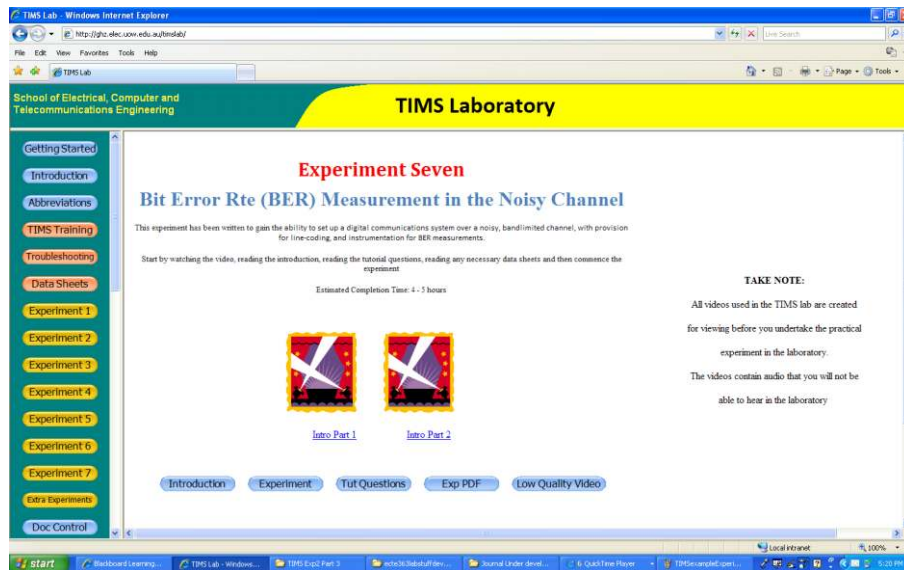 TIMS Lab - Windows Internet Explorer
http://ghz.elec.uow.edu.au/timslab/
Live Search
File Edit View Favorites Tools Help
TIMS Lab
Page Tools
School of Electrical, Computer and
Telecommunications Engineering
TIMS Laboratory
Getting Started
Introduction
Abbreviations
TIMS Training
Troubleshooting
Data Sheets
Experiment 1
Experiment 2
Experiment 3
Experiment 4
Experiment 5
Experiment 6
Experiment 7
Extra Experiments
Doc Control
Experiment Seven
Bit Error Rte (BER) Measurement in the Noisy Channel
This experiment has been written to gain the ability to set up a digital communications system over a noisy, bandlimited channel, with provision
for line-coding, and instrumentation for BER measurements.
Start by watching the video, reading the introduction, reading the tutorial questions, reading any necessary data sheets and then commence the
experiment
Estimated Completion Time: 4 - 5 hours
Intro Part 1 Intro Part 2
Introduction Experiment Tut Questions Exp PDF Low Quality Video
TAKE NOTE:
All videos used in the TIMS lab are created
for viewing before you undertake the practical
experiment in the laboratory.
The videos contain audio that you will not be
able to hear in the laboratory
Local intranet 100%
start Blackboard Learning... TIMS Lab - Windows... TIMS Exp2 Part 3 ecte363labstuffdev... Journal Under devel... 6 QuickTime Player TIMSexampleExperi... 5:20 PM